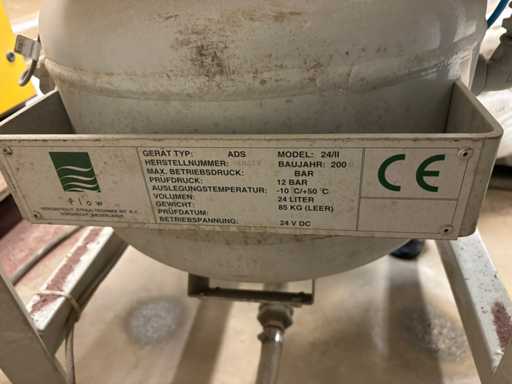 GERÄT TYP: ADS MODEL: 24/II
HERSTELLNUMMER: BAUJAHR: 200
MAX. BETRIEBSDRUCK: BAR
PRÜFDRUCK: 12 BAR
AUSLEGUNGSTEMPERATUR: -10 °C/+50 °C
VOLUMEN: 24 LITER
GEWICHT: 85 KG (LEER)
PRÜFDATUM:
BETRIEBSPANNUNG: 24 V DC
flow
CE